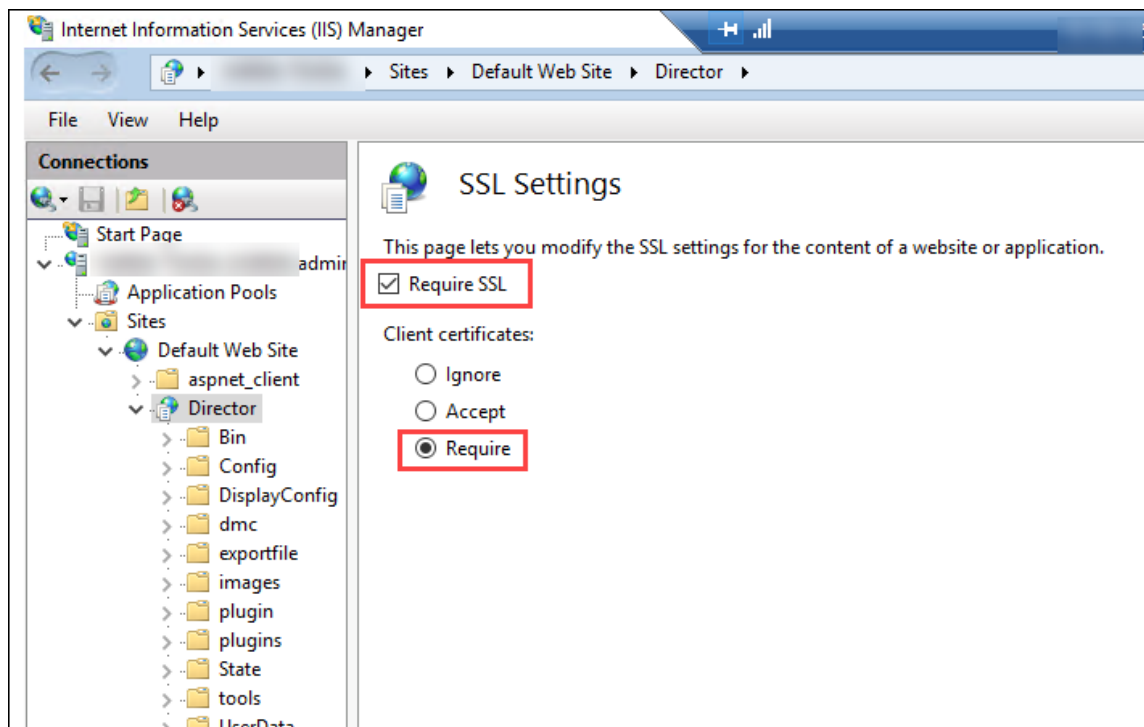 Internet Information Services (IIS) Manager
Sites Default Web Site Director
File View Help
Connections
Start Page
admin
Application Pools
Sites
Default Web Site
aspnet_client
Director
Bin
Config
DisplayConfig
dmc
exportfile
images
plugin
plugins
State
tools
UserData
SSL Settings
This page lets you modify the SSL settings for the content of a website or application.
Require SSL
Client certificates:
Ignore
Accept
Require